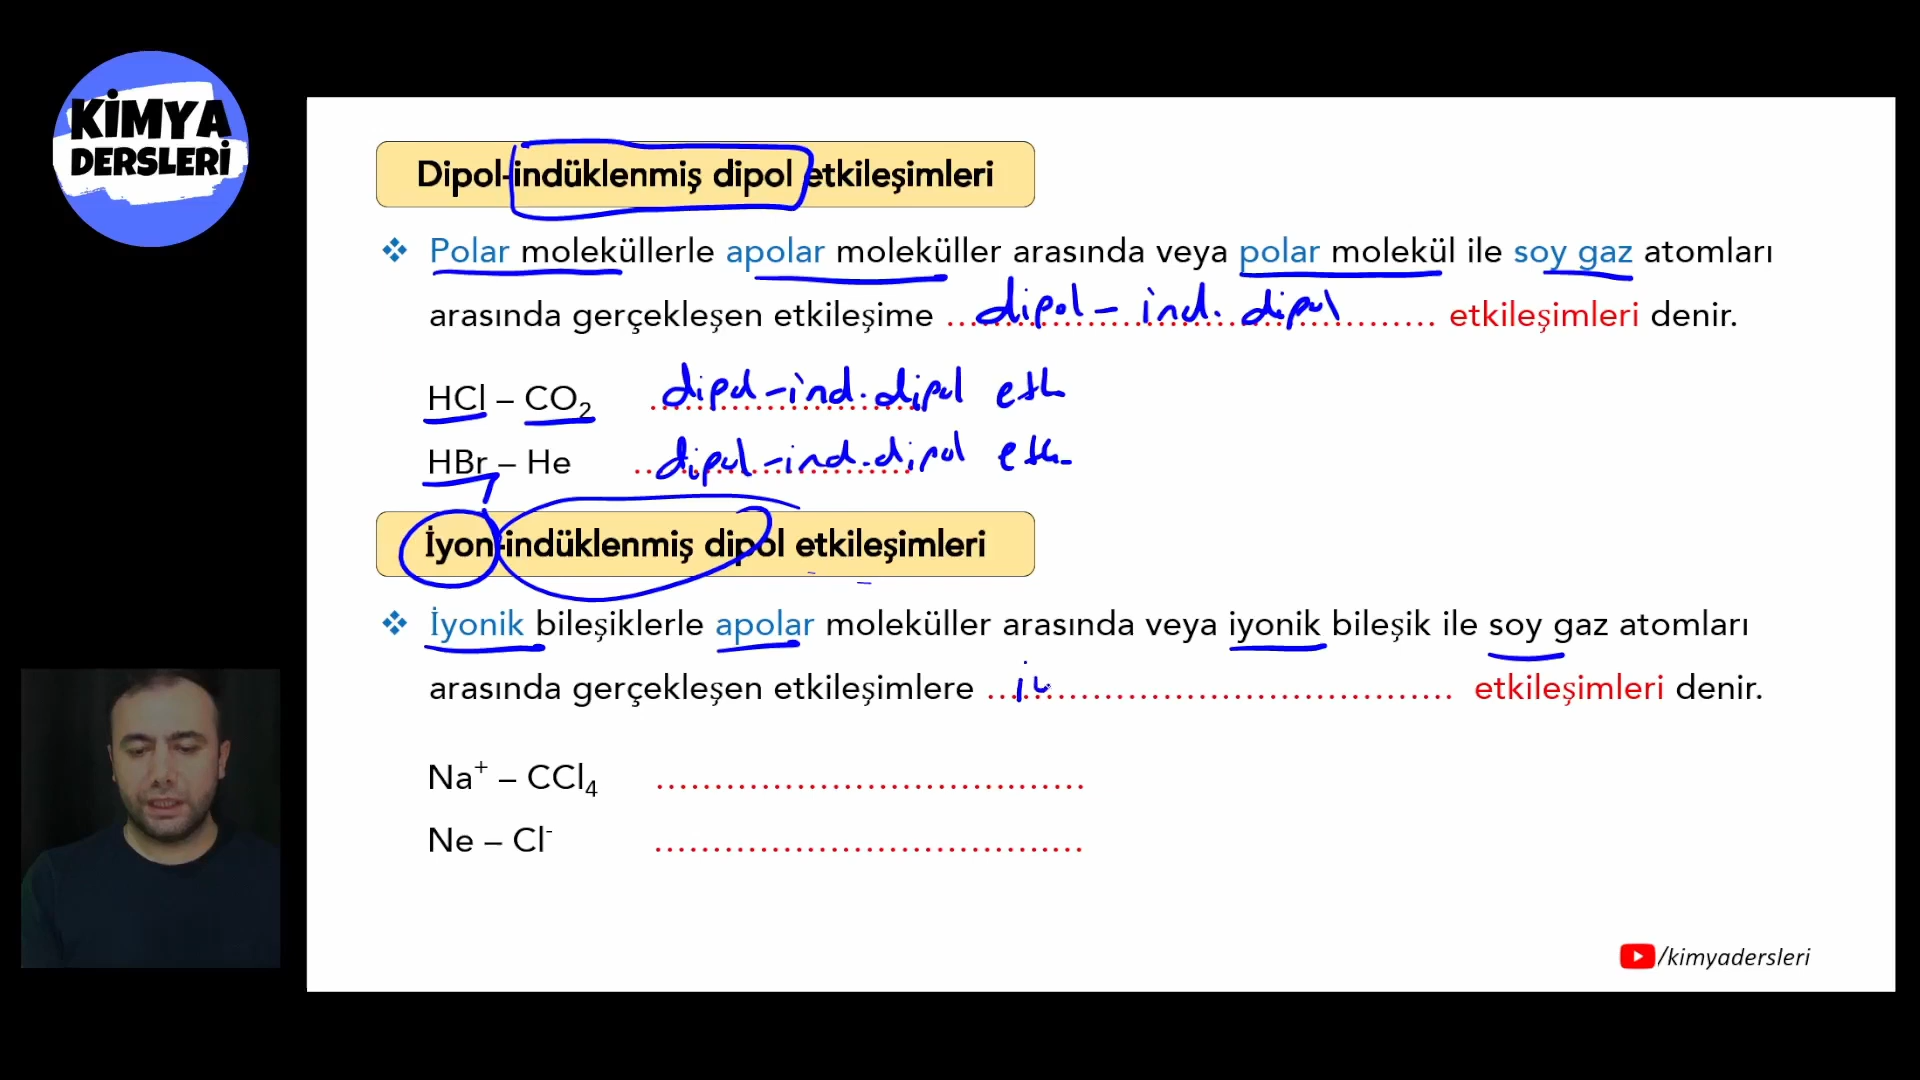 KİMYA
DERSLERİ
Dipol-indüklenmiş dipol etkileşimleri
❖ Polar moleküllerle apolar moleküller arasında veya polar molekül ile soy gaz atomları
arasında gerçekleşen etkileşime dipol - ind. dipol etkileşimleri denir.
HCl – CO₂ dipol-ind.dipol etk
HBr – He dipol-ind.dipol etk.
İyon-indüklenmiş dipol etkileşimleri
❖ İyonik bileşiklerle apolar moleküller arasında veya iyonik bileşik ile soy gaz atomları
arasında gerçekleşen etkileşimlere ........................................ etkileşimleri denir.
Na⁺ – CCl₄ .....................................
Ne – Cl⁻ .....................................
/kimyadersleri